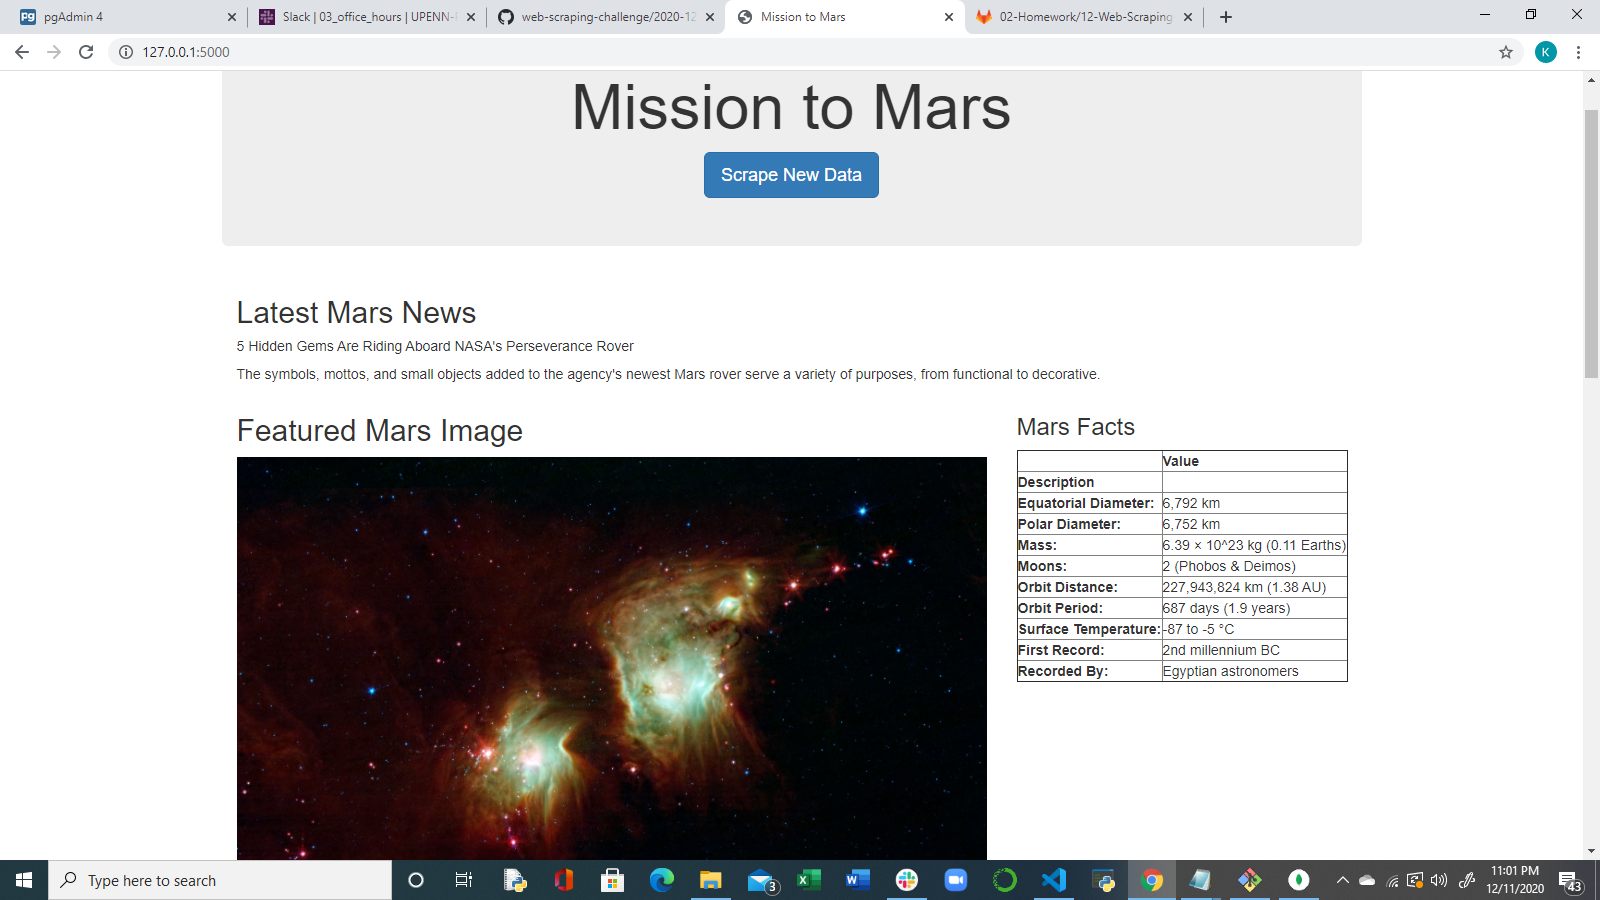 pgAdmin 4
Slack | 03_office_hours | UPENN-
web-scraping-challenge/2020-12
Mission to Mars
02-Homework/12-Web-Scraping
127.0.0.1:5000
K
Mission to Mars
Scrape New Data
Latest Mars News
5 Hidden Gems Are Riding Aboard NASA's Perseverance Rover
The symbols, mottos, and small objects added to the agency's newest Mars rover serve a variety of purposes, from functional to decorative.
Featured Mars Image
Mars Facts
Value
Description
Equatorial Diameter: 6,792 km
Polar Diameter: 6,752 km
Mass: 6.39 × 10^23 kg (0.11 Earths)
Moons: 2 (Phobos & Deimos)
Orbit Distance: 227,943,824 km (1.38 AU)
Orbit Period: 687 days (1.9 years)
Surface Temperature: -87 to -5 °C
First Record: 2nd millennium BC
Recorded By: Egyptian astronomers
Type here to search
3
11:01 PM
12/11/2020
43